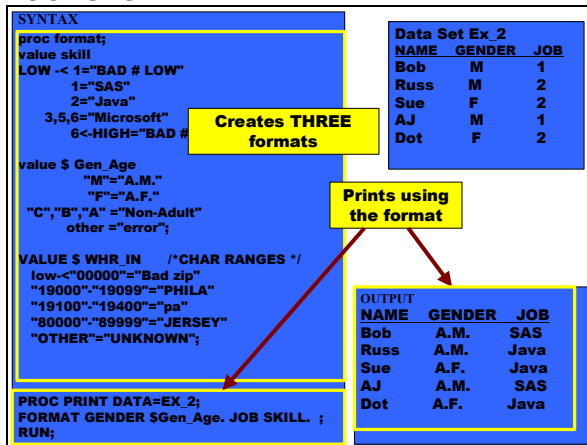 SYNTAX
proc format;
value skill
LOW -< 1="BAD # LOW"
1="SAS"
2="Java"
3,5,6="Microsoft"
6<-HIGH="BAD #
value $ Gen_Age
"M"="A.M."
"F"="A.F."
"C","B","A" ="Non-Adult"
other ="error";
VALUE $ WHR_IN /*CHAR RANGES */
low-<"00000"="Bad zip"
"19000"-"19099"="PHILA"
"19100"-"19400"="pa"
"80000"-"89999"="JERSEY"
"OTHER"="UNKNOWN";
PROC PRINT DATA=EX_2;
FORMAT GENDER $Gen_Age. JOB SKILL. ;
RUN;
Creates THREE
formats
Prints using
the format
Data Set Ex_2
NAME GENDER JOB
Bob M 1
Russ M 2
Sue F 2
AJ M 1
Dot F 2
OUTPUT
NAME GENDER JOB
Bob A.M. SAS
Russ A.M. Java
Sue A.F. Java
AJ A.M. SAS
Dot A.F. Java